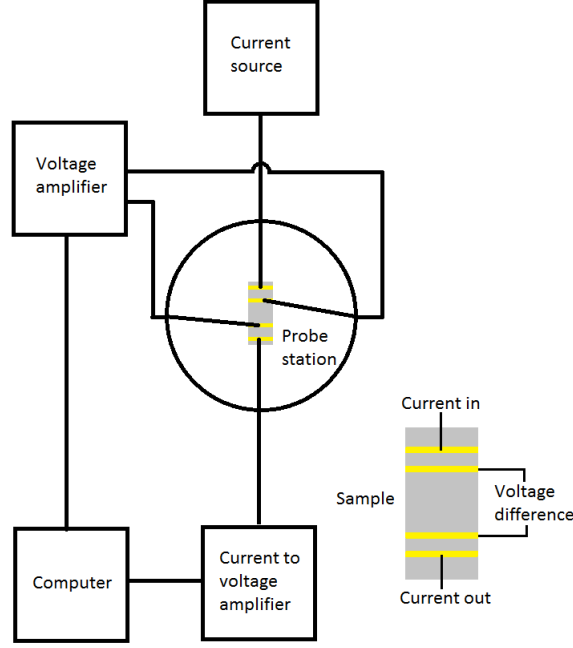 Current
source
Voltage
amplifier
Probe
station
Current in
Sample
Voltage
difference
Current out
Computer
Current to
voltage
amplifier